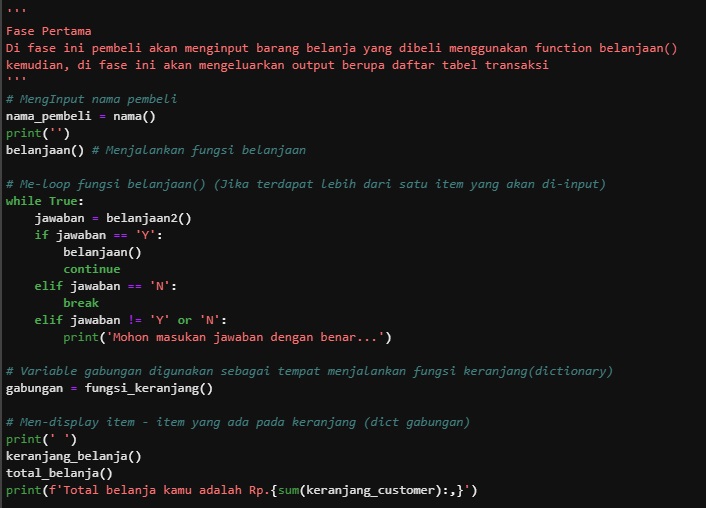 '''
Fase Pertama
Di fase ini pembeli akan menginput barang belanja yang dibeli menggunakan function belanjaan()
kemudian, di fase ini akan mengeluarkan output berupa daftar tabel transaksi
'''
# MengInput nama pembeli
nama_pembeli = nama()
print('')
belanjaan() # Menjalankan fungsi belanjaan
# Me-loop fungsi belanjaan() (Jika terdapat lebih dari satu item yang akan di-input)
while True:
    jawaban = belanjaan2()
    if jawaban == 'Y':
        belanjaan()
        continue
    elif jawaban == 'N':
        break
    elif jawaban != 'Y' or 'N':
        print('Mohon masukan jawaban dengan benar...')
# Variable gabungan digunakan sebagai tempat menjalankan fungsi keranjang(dictionary)
gabungan = fungsi_keranjang()
# Men-display item - item yang ada pada keranjang (dict gabungan)
print(' ')
keranjang_belanja()
total_belanja()
print(f'Total belanja kamu adalah Rp.{sum(keranjang_customer):,}')